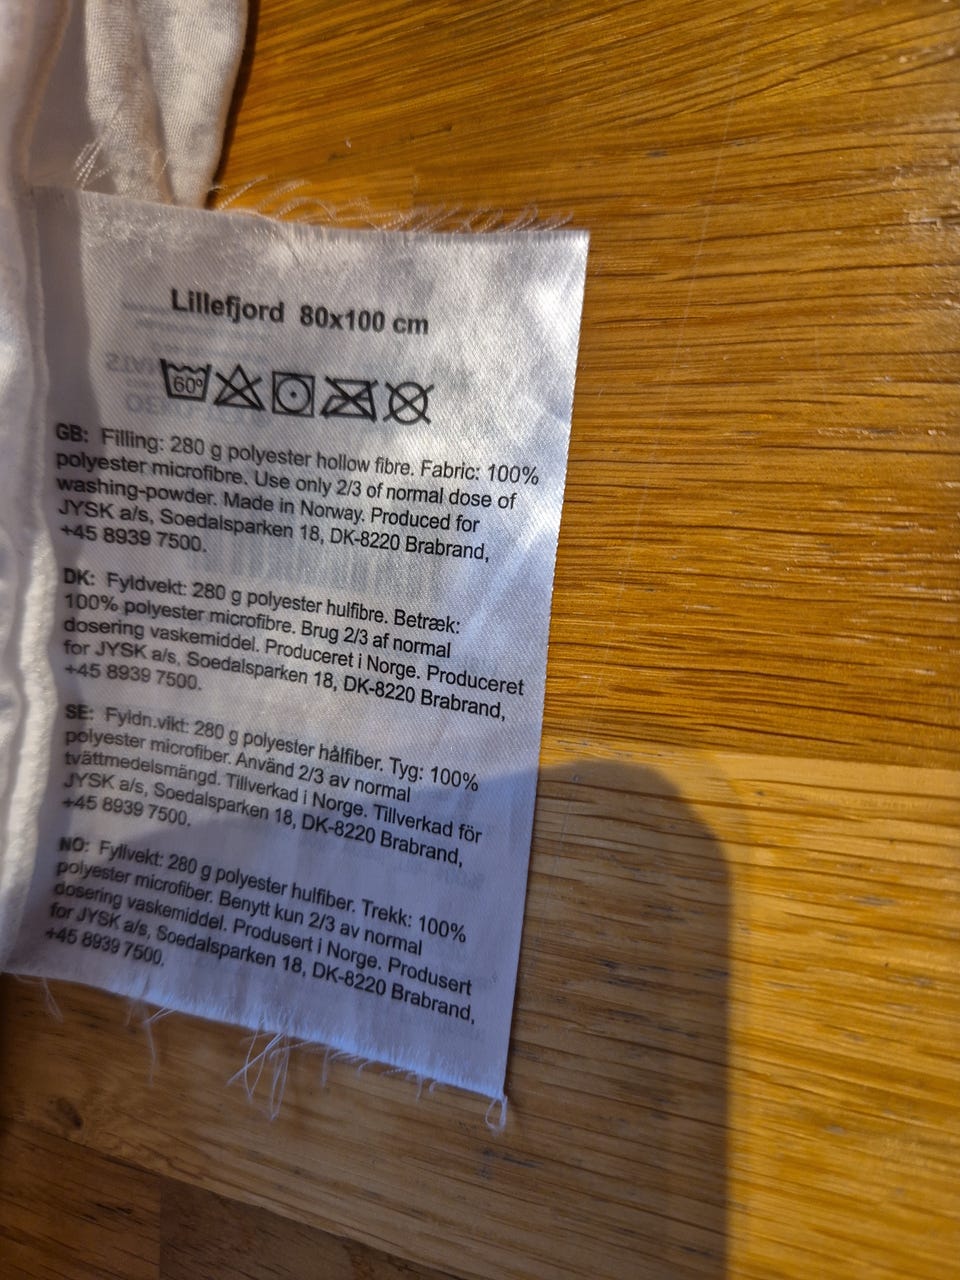 Lillefjord 80x100 cm
60°
GB: Filling: 280 g polyester hollow fibre. Fabric: 100%
polyester microfibre. Use only 2/3 of normal dose of
washing-powder. Made in Norway. Produced for
JYSK a/s, Soedalsparken 18, DK-8220 Brabrand,
+45 8939 7500.
DK: Fyldvekt: 280 g polyester hulfibre. Betræk:
100% polyester microfibre. Brug 2/3 af normal
dosering vaskemiddel. Produceret i Norge. Produceret
for JYSK a/s, Soedalsparken 18, DK-8220 Brabrand,
+45 8939 7500.
SE: Fyldn.vikt: 280 g polyester hålfiber. Tyg: 100%
polyester microfiber. Använd 2/3 av normal
tvättmedelsmängd. Tillverkad i Norge. Tillverkad för
JYSK a/s, Soedalsparken 18, DK-8220 Brabrand,
+45 8939 7500.
NO: Fyllvekt: 280 g polyester hulfiber. Trekk: 100%
polyester microfiber. Benytt kun 2/3 av normal
dosering vaskemiddel. Produsert i Norge. Produsert
for JYSK a/s, Soedalsparken 18, DK-8220 Brabrand,
+45 8939 7500.